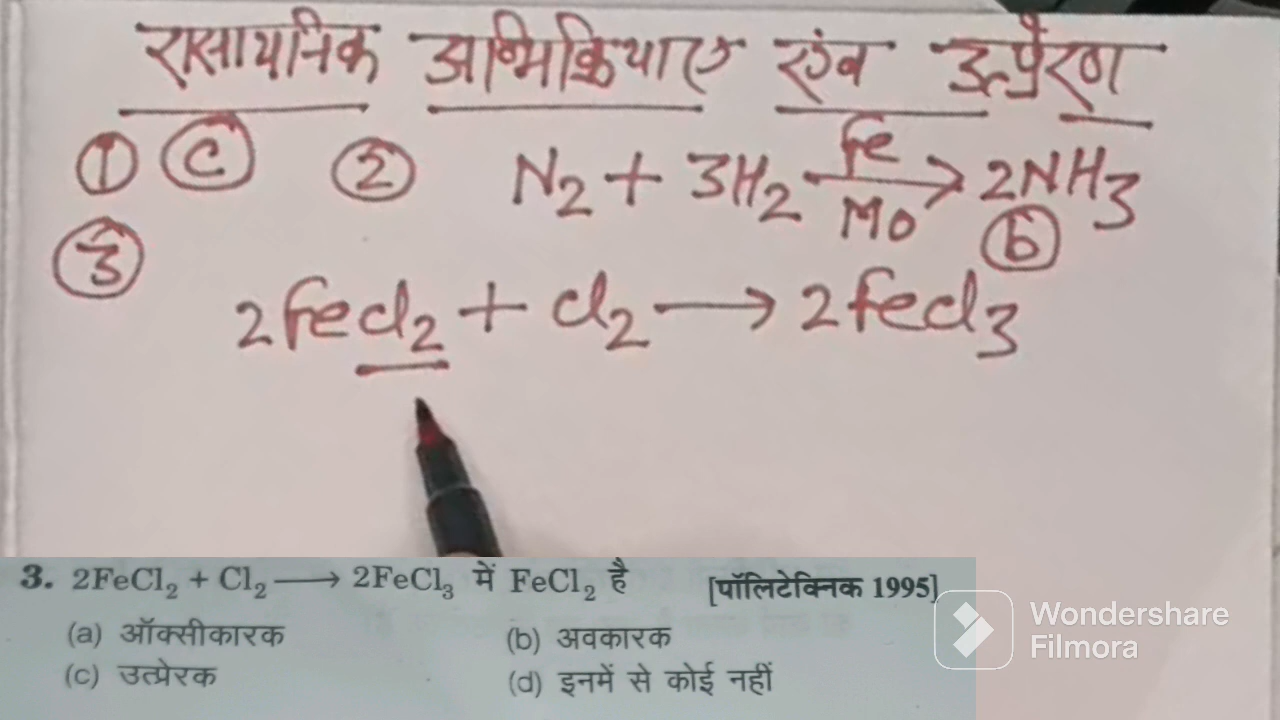 रासायनिक अभिक्रियाए एंव उत्प्रेरण
① ⓒ ② N₂ + 3H₂ Fe Mo → 2NH₃
③ ⓑ
2FeCl₂ + Cl₂ → 2FeCl₃
3. 2FeCl₂ + Cl₂ ⟶ 2FeCl₃ में FeCl₂ है [पॉलिटेक्निक 1995]
(a) ऑक्सीकारक (b) अवकारक
(c) उत्प्रेरक (d) इनमें से कोई नहीं
Wondershare
Filmora